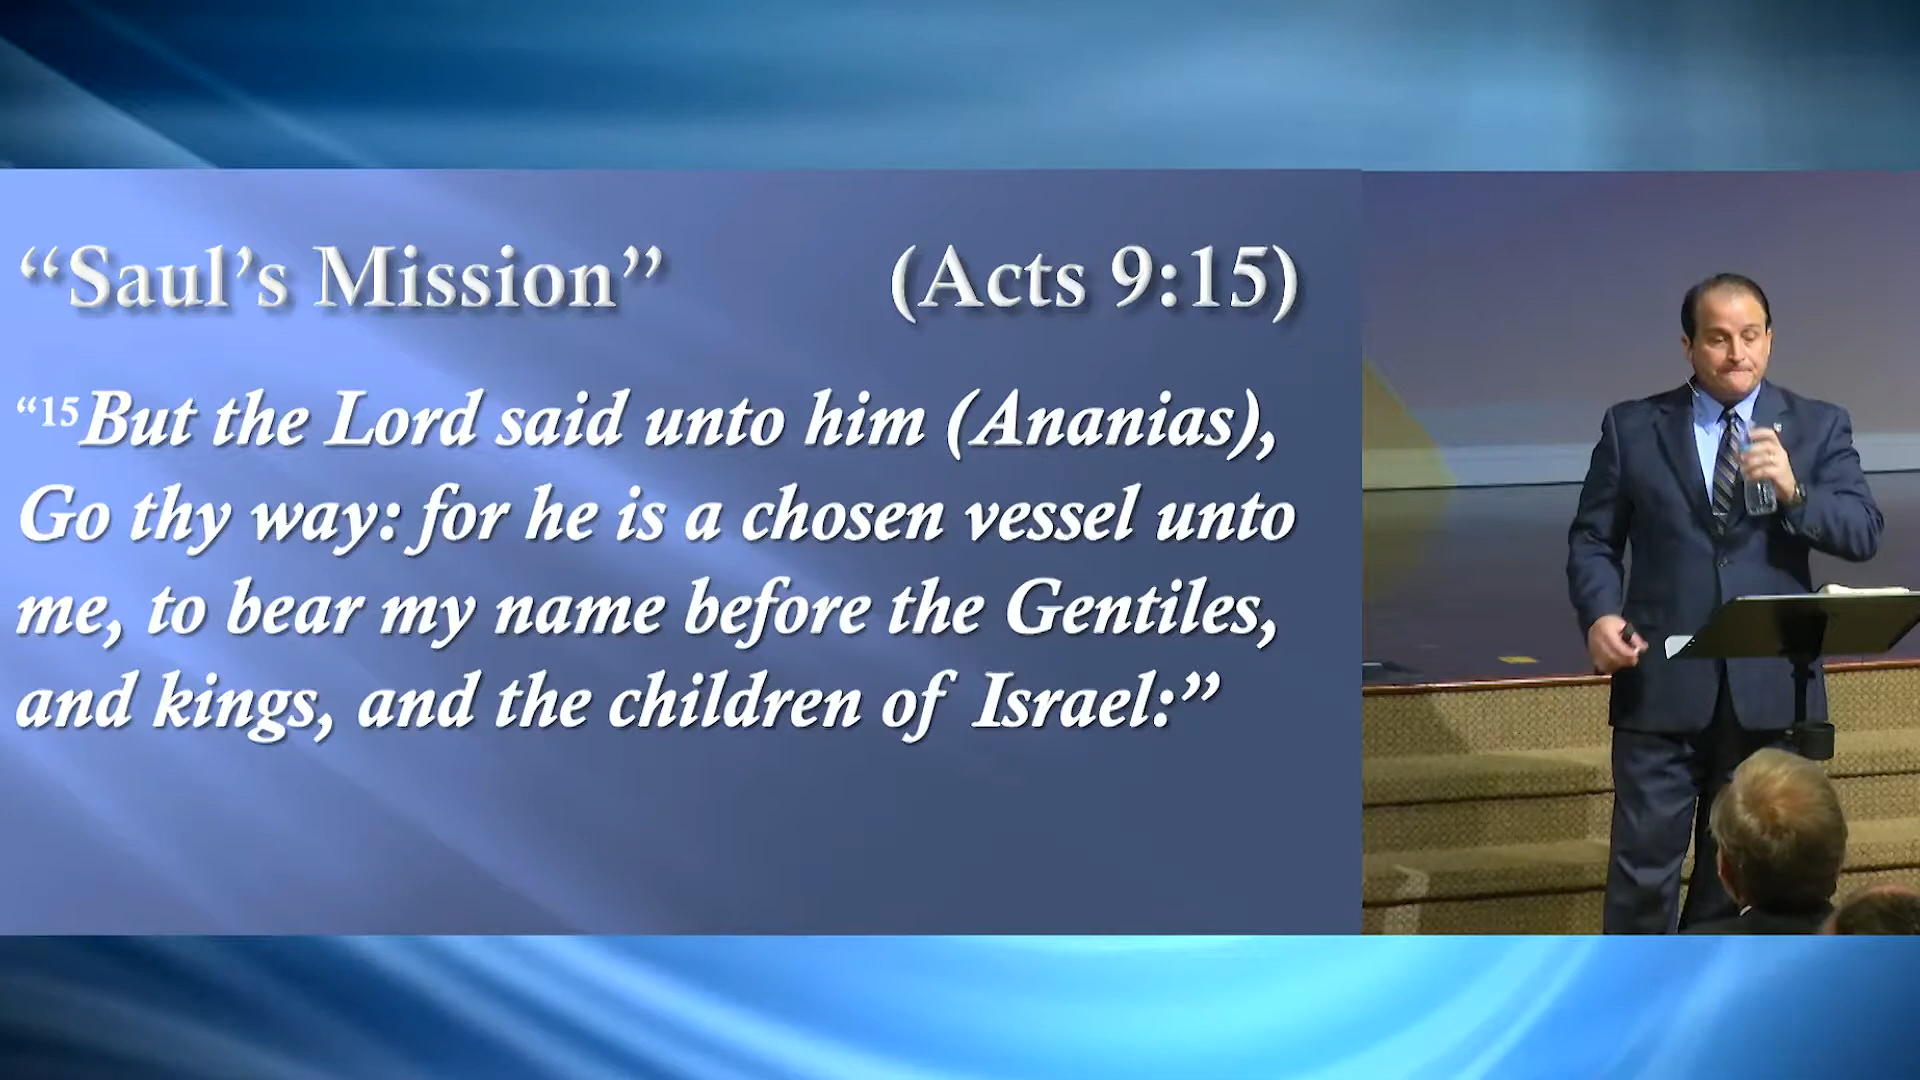 “Saul’s Mission” (Acts 9:15)
“15But the Lord said unto him (Ananias),
Go thy way: for he is a chosen vessel unto
me, to bear my name before the Gentiles,
and kings, and the children of Israel:”